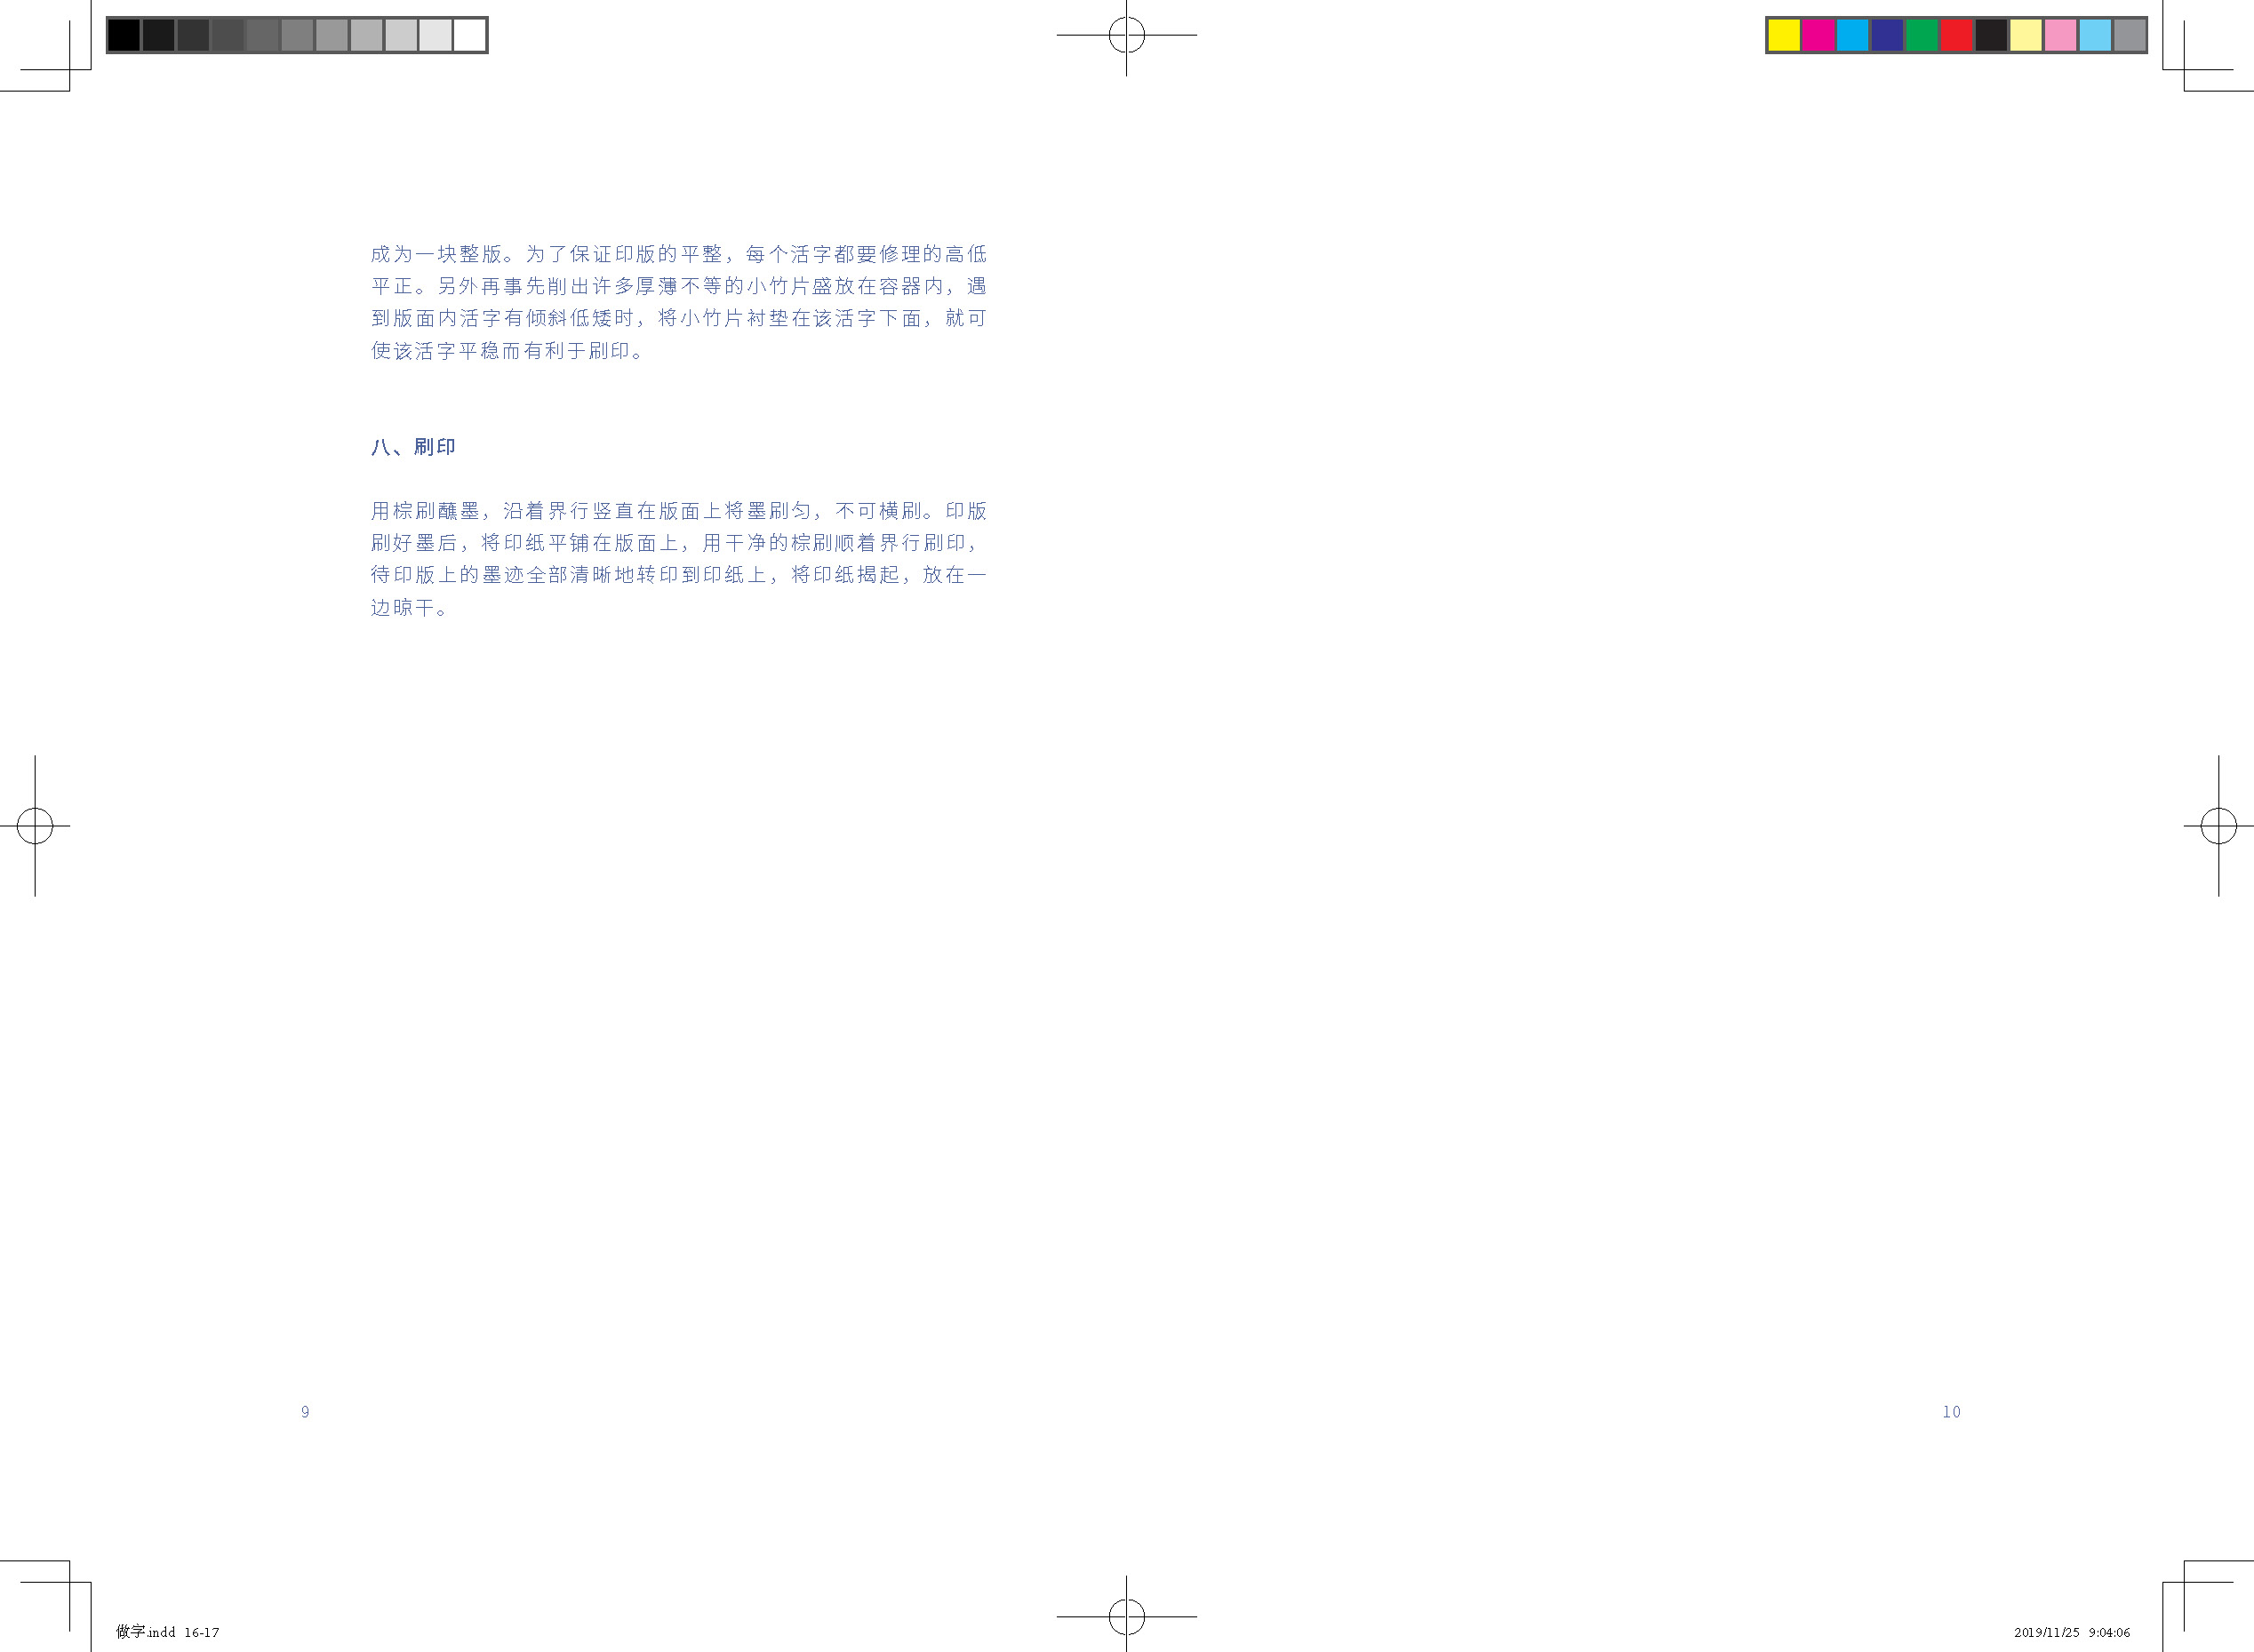 成为一块整版。为了保证印版的平整，每个活字都要修理的高低
平正。另外再事先削出许多厚薄不等的小竹片盛放在容器内，遇
到版面内活字有倾斜低矮时，将小竹片衬垫在该活字下面，就可
使该活字平稳而有利于刷印。
八、刷印
用棕刷蘸墨，沿着界行竖直在版面上将墨刷匀，不可横刷。印版
刷好墨后，将印纸平铺在版面上，用干净的棕刷顺着界行刷印，
待印版上的墨迹全部清晰地转印到印纸上，将印纸揭起，放在一
边晾干。
9
10
做字.indd 16-17
2019/11/25 9:04:06